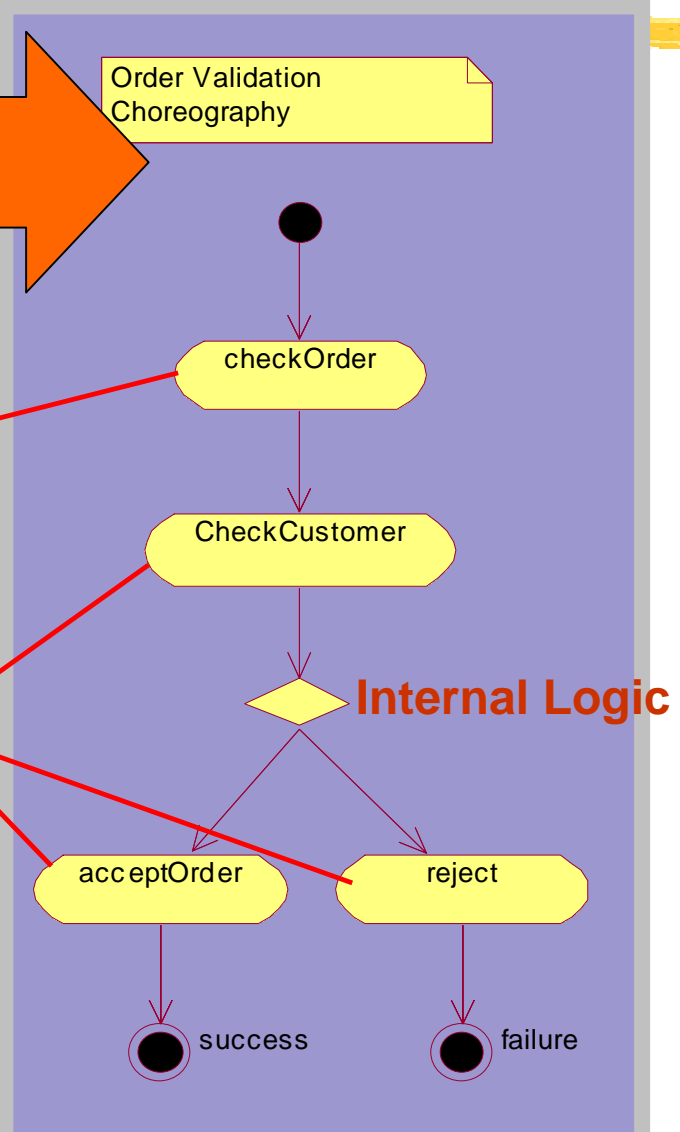 Order Validation
Choreography
checkOrder
CheckCustomer
Internal Logic
acceptOrder
reject
success
failure